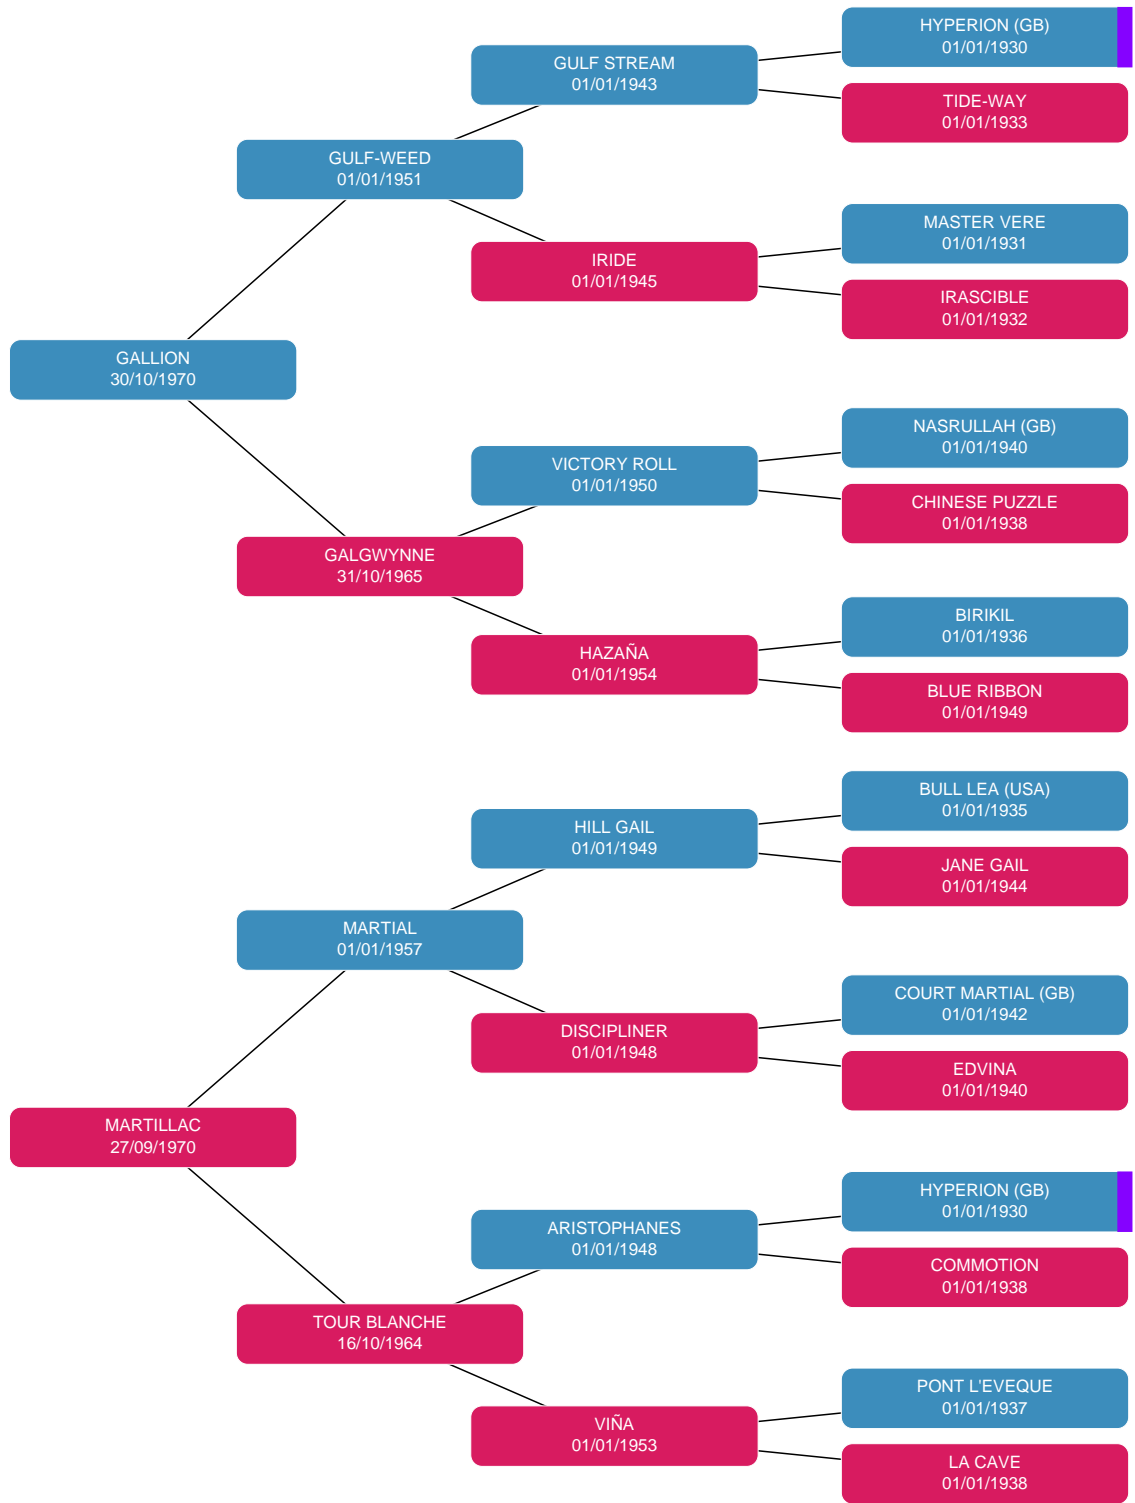 HYPERION (GB)
01/01/1930
GULF STREAM
01/01/1943
TIDE-WAY
01/01/1933
GULF-WEED
01/01/1951
MASTER VERE
01/01/1931
IRIDE
01/01/1945
IRASCIBLE
01/01/1932
GALLION
30/10/1970
NASRULLAH (GB)
01/01/1940
VICTORY ROLL
01/01/1950
CHINESE PUZZLE
01/01/1938
GALGWYNNE
31/10/1965
BIRIKIL
01/01/1936
HAZAÑA
01/01/1954
BLUE RIBBON
01/01/1949
BULL LEA (USA)
01/01/1935
HILL GAIL
01/01/1949
JANE GAIL
01/01/1944
MARTIAL
01/01/1957
COURT MARTIAL (GB)
01/01/1942
DISCIPLINER
01/01/1948
EDVINA
01/01/1940
MARTILLAC
27/09/1970
HYPERION (GB)
01/01/1930
ARISTOPHANES
01/01/1948
COMMOTION
01/01/1938
TOUR BLANCHE
16/10/1964
PONT L'EVEQUE
01/01/1937
VIÑA
01/01/1953
LA CAVE
01/01/1938